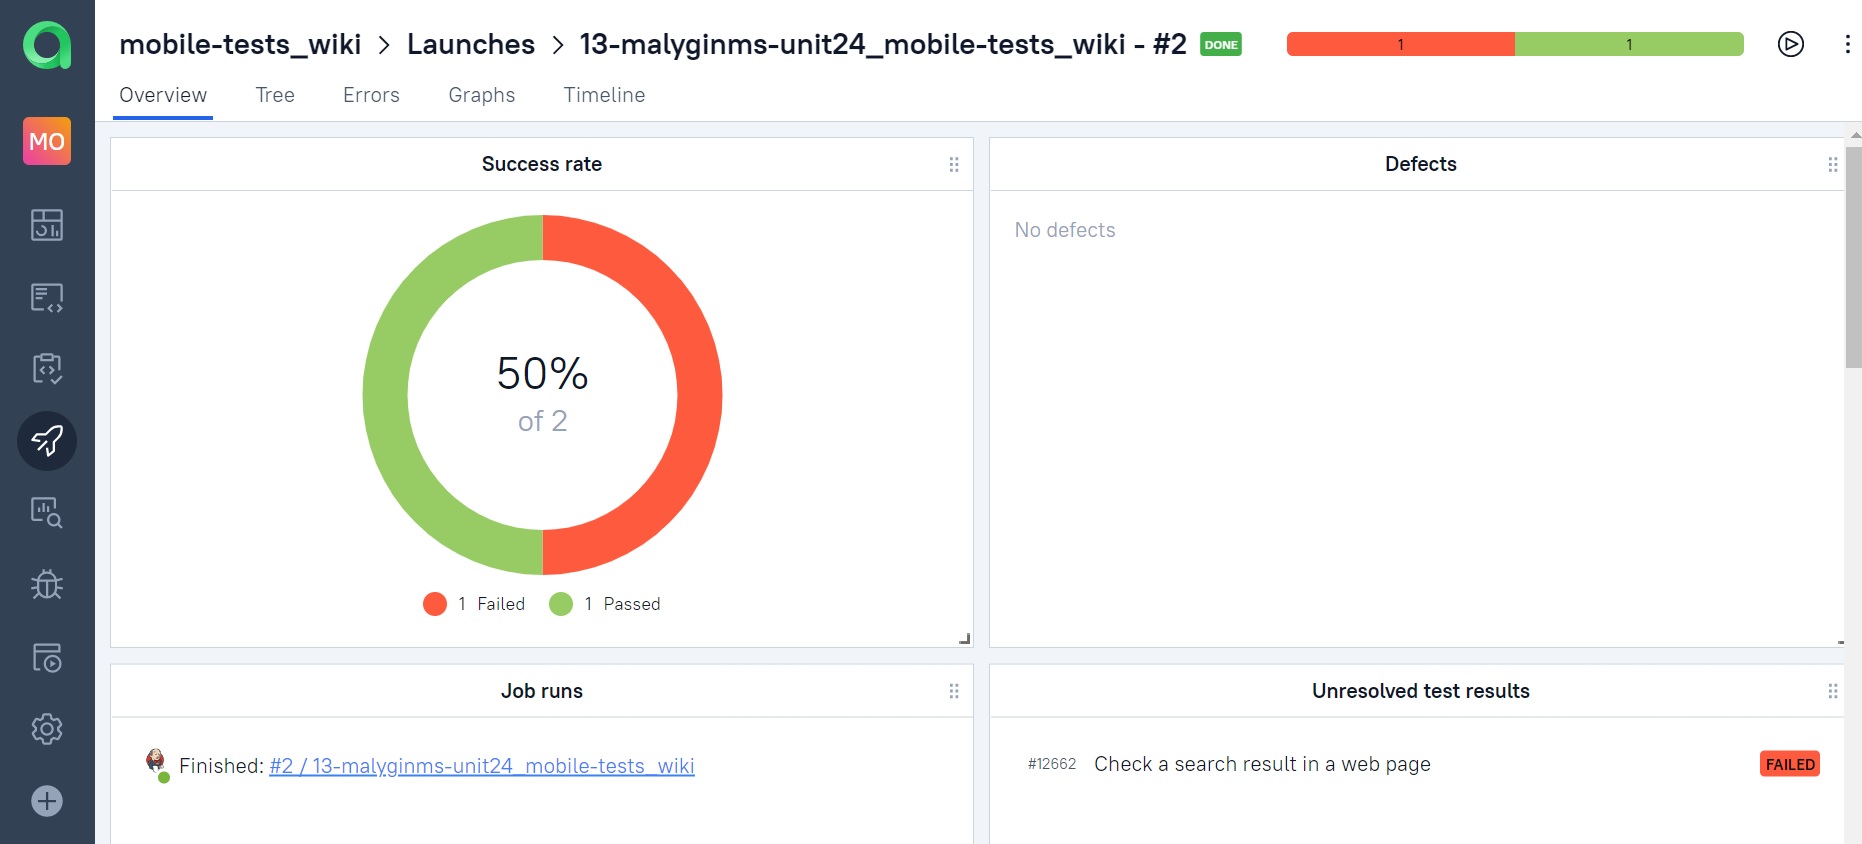 mobile-tests_wiki > Launches > 13-malyginms-unit24_mobile-tests_wiki - #2 DONE 1 1
Overview Tree Errors Graphs Timeline
MO
Success rate
50%
of 2
1 Failed 1 Passed
Defects
No defects
Job runs
Finished: #2 / 13-malyginms-unit24_mobile-tests_wiki
Unresolved test results
#12662 Check a search result in a web page FAILED